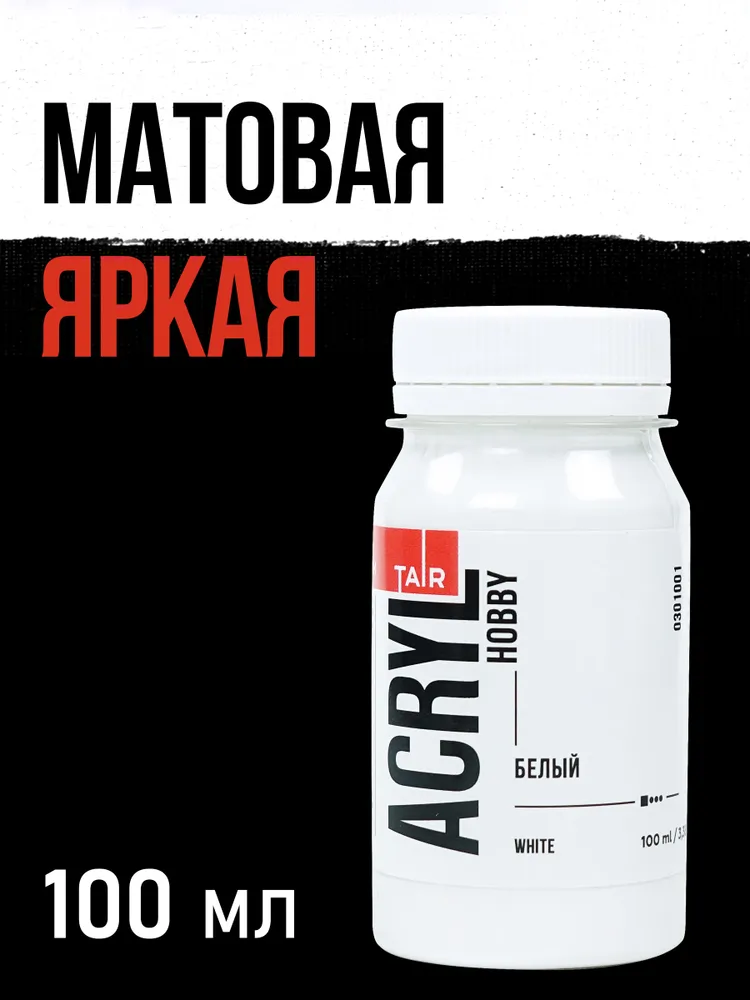 МАТОВАЯ
ЯРКАЯ
TAIR
ACRYL
HOBBY
0301001
БЕЛЫЙ
WHITE
100 ml /
100 мл